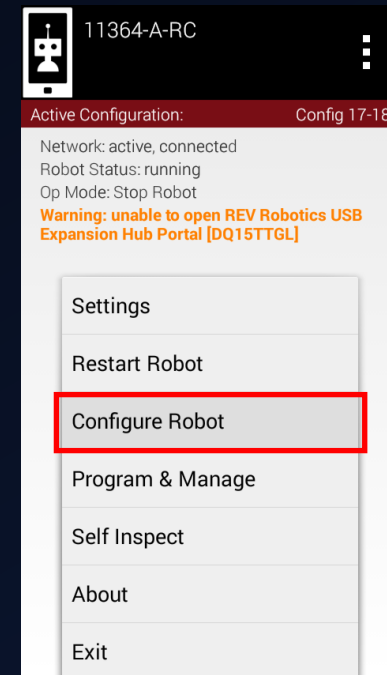 11364-A-RC
Active Configuration: Config 17-18
Network: active, connected
Robot Status: running
Op Mode: Stop Robot
Warning: unable to open REV Robotics USB
Expansion Hub Portal [DQ15TTGL]
Settings
Restart Robot
Configure Robot
Program & Manage
Self Inspect
About
Exit